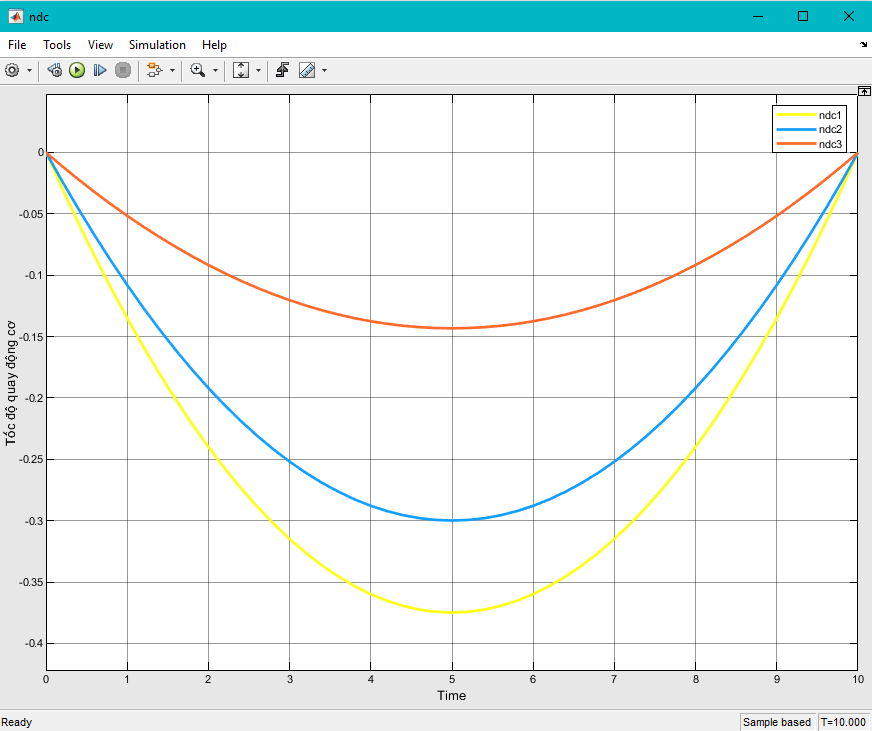 ndc
File Tools View Simulation Help
ndc1
ndc2
ndc3
0
-0.05
-0.1
-0.15
-0.2
-0.25
-0.3
-0.35
-0.4
Tốc độ quay động cơ
0 1 2 3 4 5 6 7 8 9 10
Time
Ready Sample based T=10.000